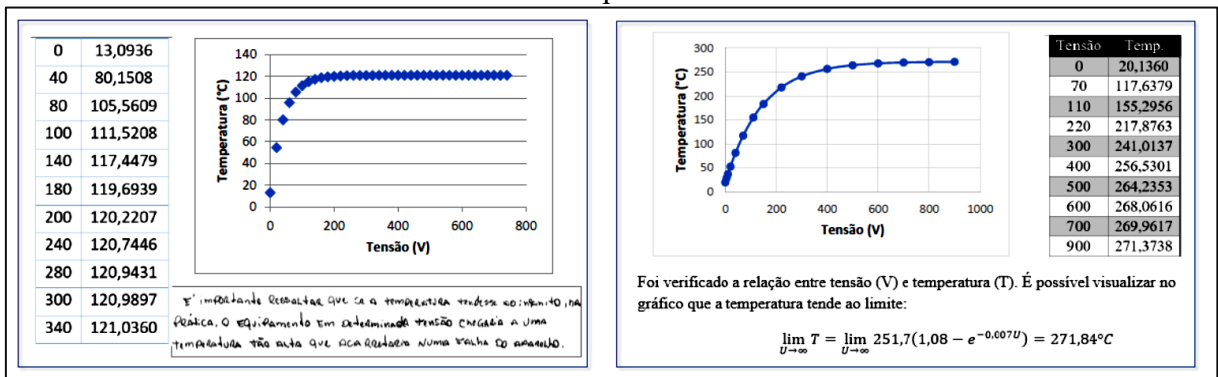 0 13,0936
40 80,1508
80 105,5609
100 111,5208
140 117,4479
180 119,6939
200 120,2207
240 120,7446
280 120,9431
300 120,9897
340 121,0360
140
120
100
80
60
40
20
0
Temperatura (°C)
0 200 400 600 800
Tensão (V)
É importante ressaltar que se a temperatura tendesse ao infinito, na
prática, o equipamento em determinada tensão chegaria a uma
temperatura tão alta que acarretaria numa falha do aparelho.
300
250
200
150
100
50
0
Temperatura (°C)
0 200 400 600 800 1000
Tensão (V)
Tensão Temp.
0 20,1360
70 117,6379
110 155,2956
220 217,8763
300 241,0137
400 256,5301
500 264,2353
600 268,0616
700 269,9617
900 271,3738
Foi verificado a relação entre tensão (V) e temperatura (T). É possível visualizar no
gráfico que a temperatura tende ao limite:
lim U→∞ T = lim U→∞ 251,7(1,08 − e^−0,007U) = 271,84°C